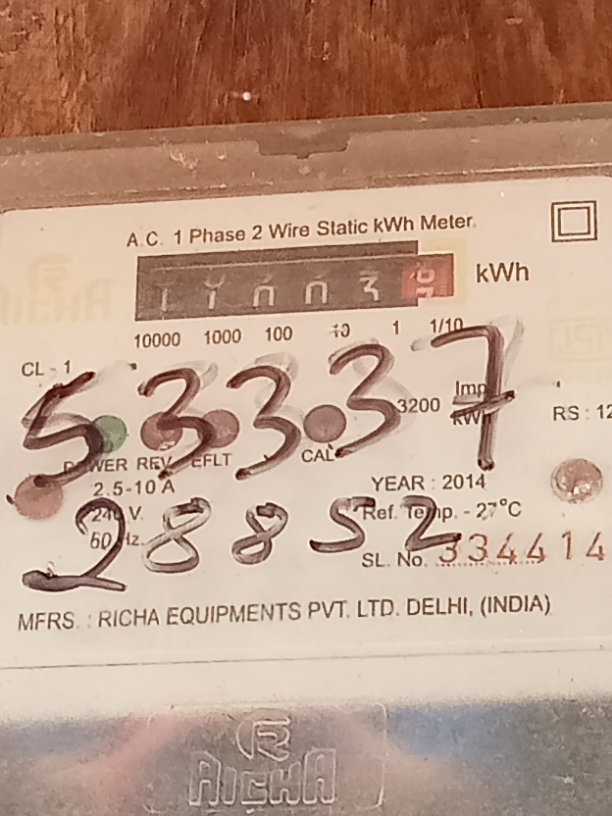 A.C. 1 Phase 2 Wire Static kWh Meter
kWh
10000 1000 100 10 1 1/10
CL - 1
53337
3200 Imp/kWh
RS : 12
POWER REV EFLT CAL
2.5-10 A
YEAR : 2014
240 V.
Ref. Temp. - 27°C
50 Hz.
28852
SL. No. 334414
MFRS. : RICHA EQUIPMENTS PVT. LTD. DELHI, (INDIA)
RICHA